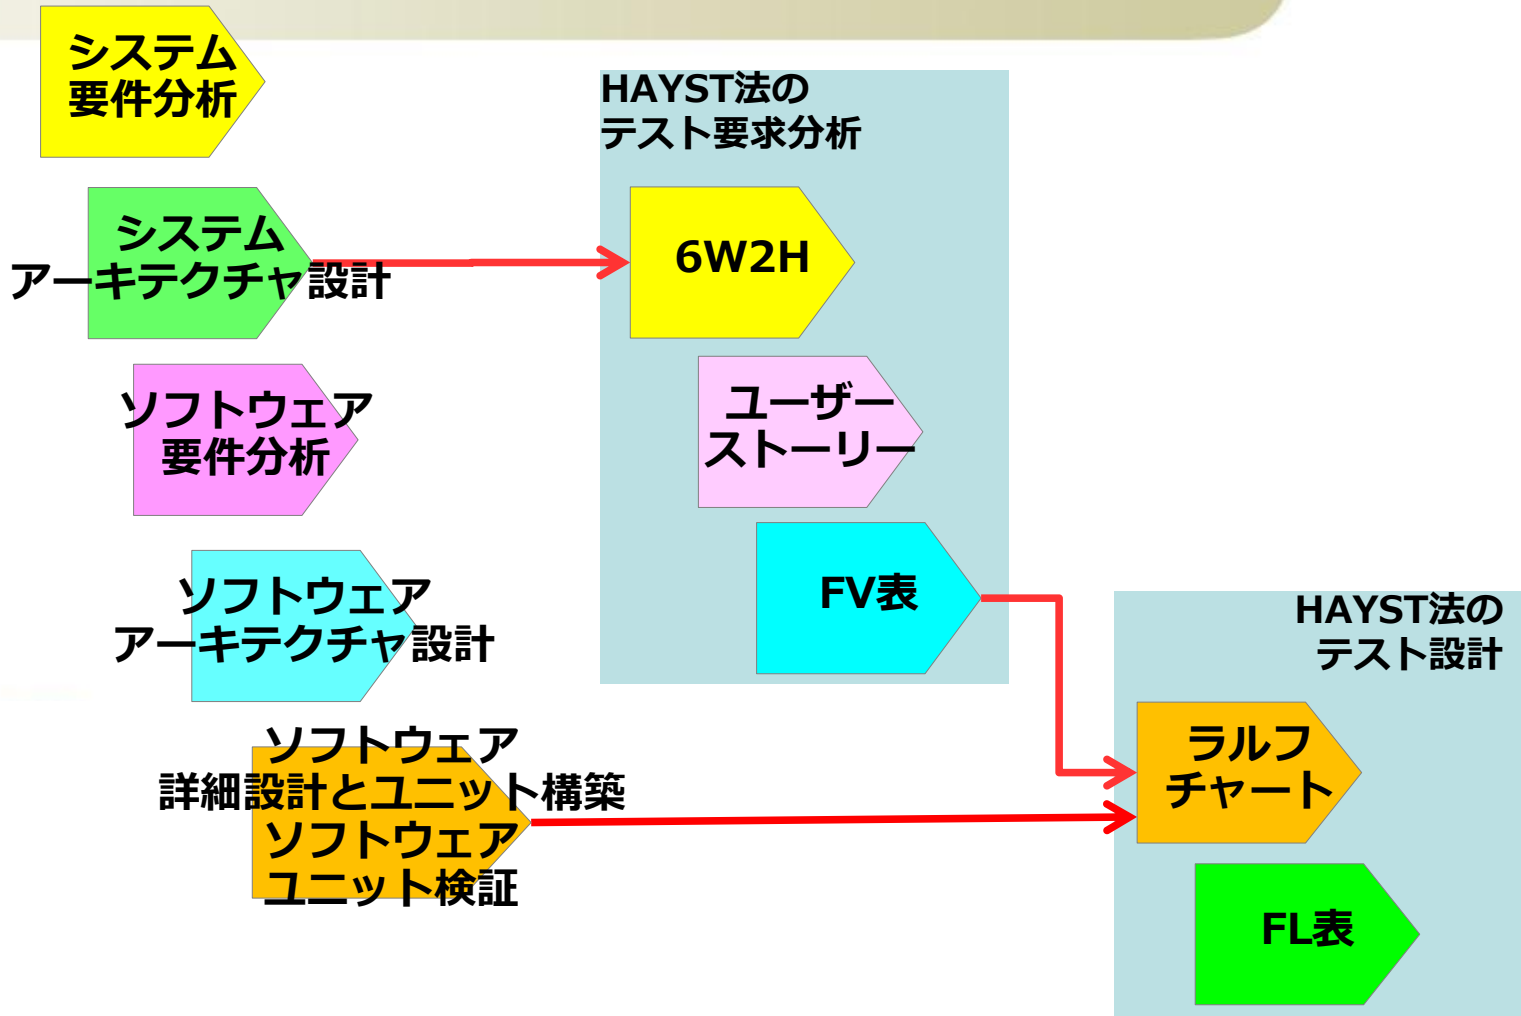 システム
要件分析
システム
アーキテクチャ設計
ソフトウェア
要件分析
ソフトウェア
アーキテクチャ設計
ソフトウェア
詳細設計とユニット構築
ソフトウェア
ユニット検証
HAYST法の
テスト要求分析
6W2H
ユーザー
ストーリー
FV表
HAYST法の
テスト設計
ラルフ
チャート
FL表